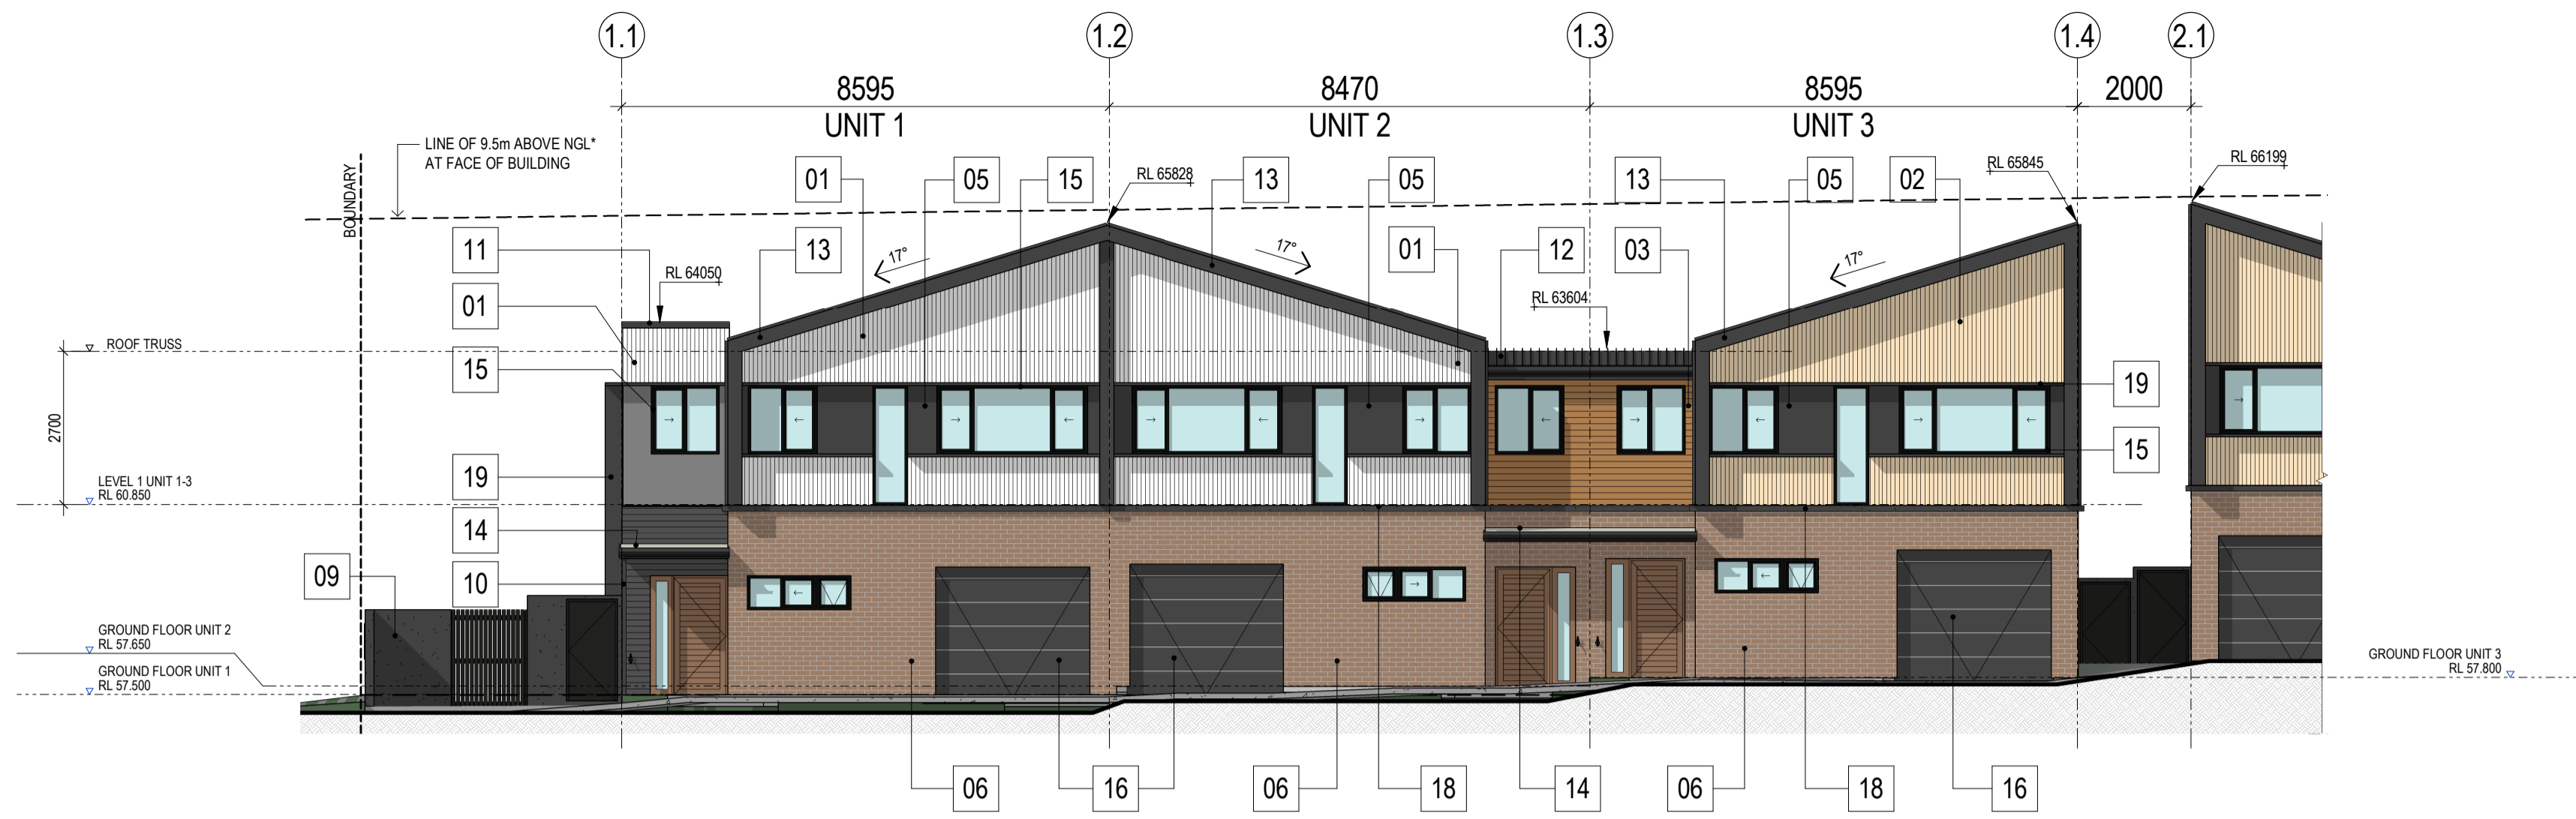 1.1
1.2
1.3
1.4
2.1
8595
8470
8595
2000
UNIT 1
UNIT 2
UNIT 3
LINE OF 9.5m ABOVE NGL*
AT FACE OF BUILDING
BOUNDARY
01
05
15
RL 65828
13
05
13
05
02
RL 65845
RL 66199
11
13
17°
17°
01
12
03
17°
RL 64050
01
RL 63604
ROOF TRUSS
15
19
2700
15
19
LEVEL 1 UNIT 1-3
RL 60.850
14
09
10
GROUND FLOOR UNIT 2
RL 57.650
GROUND FLOOR UNIT 1
RL 57.500
GROUND FLOOR UNIT 3
RL 57.800
06
16
06
18
14
06
18
16